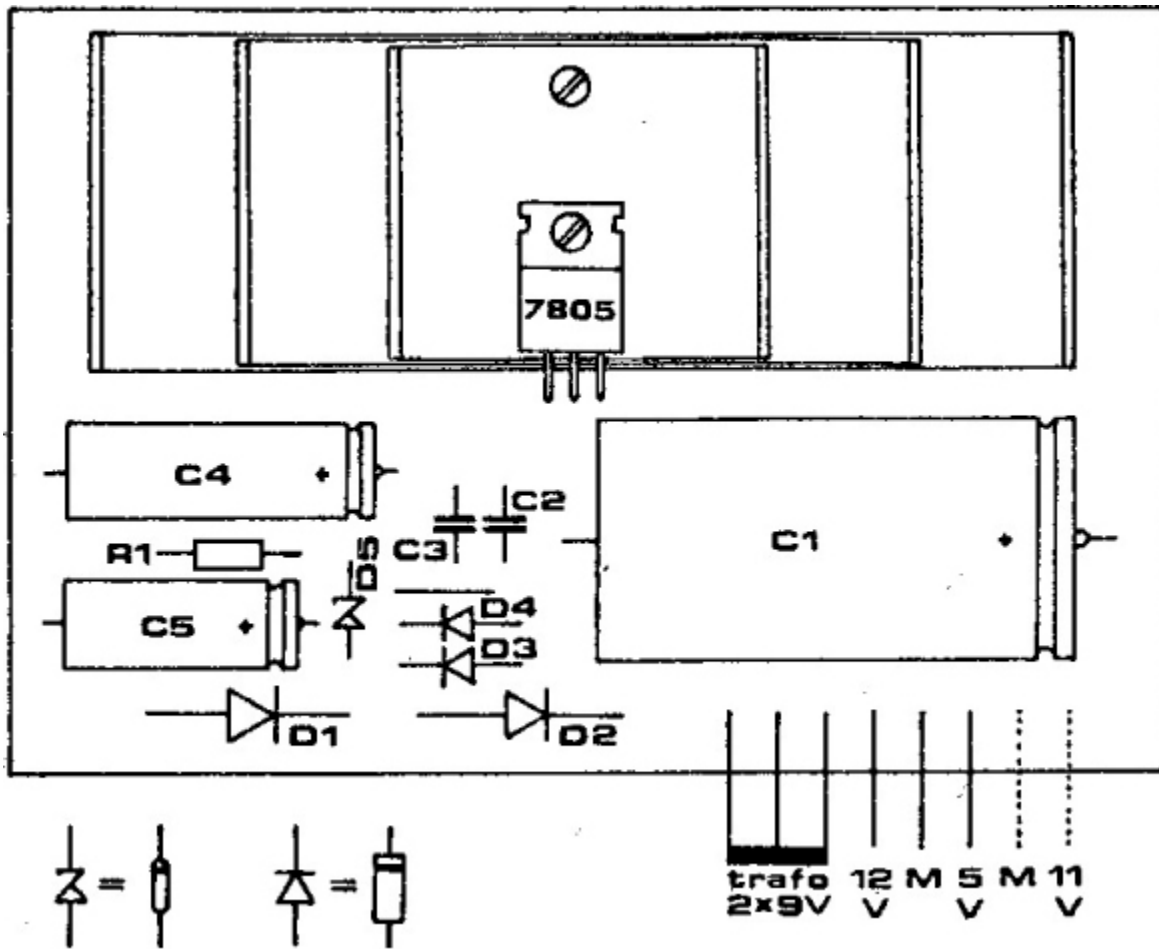 7805
C4 +
C2
C3
C1 +
R1
D5
C5 +
D4
D3
D1
D2
trafo 12 M 5 M 11
2x9V V V V
=
=